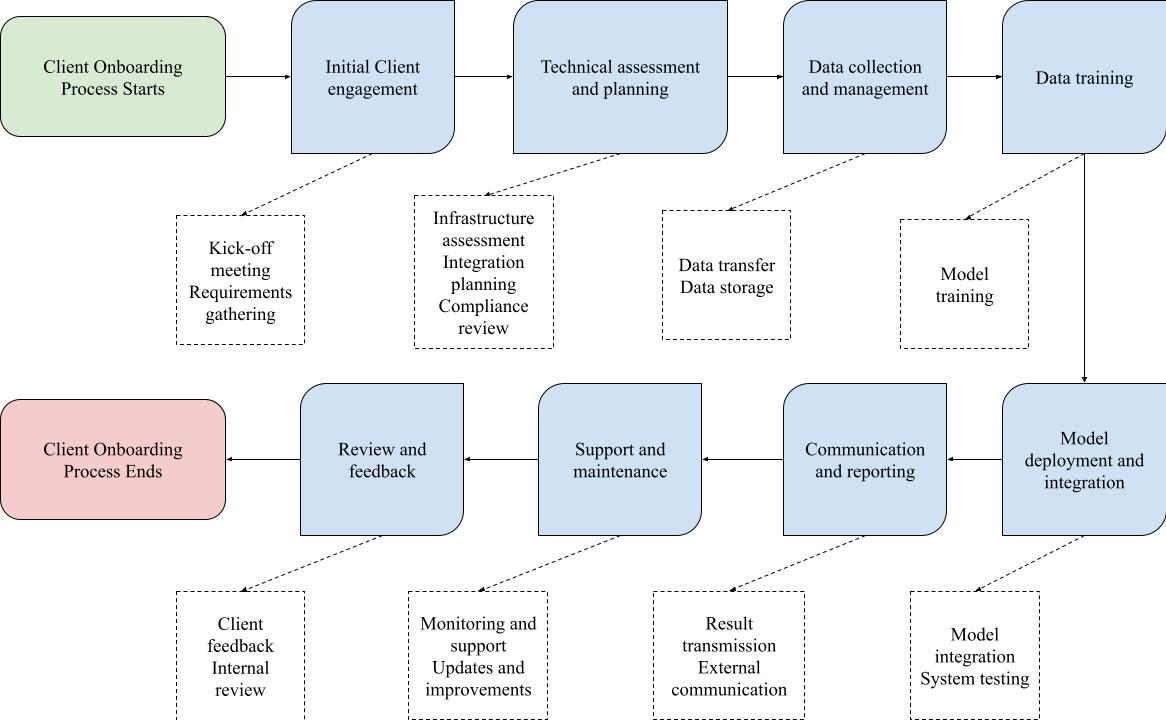 Client Onboarding
Process Starts
Initial Client
engagement
Technical assessment
and planning
Data collection
and management
Data training
Kick-off
meeting
Requirements
gathering
Infrastructure
assessment
Integration
planning
Compliance
review
Data transfer
Data storage
Model
training
Client Onboarding
Process Ends
Review and
feedback
Support and
maintenance
Communication
and reporting
Model
deployment and
integration
Client
feedback
Internal
review
Monitoring and
support
Updates and
improvements
Result
transmission
External
communication
Model
integration
System testing